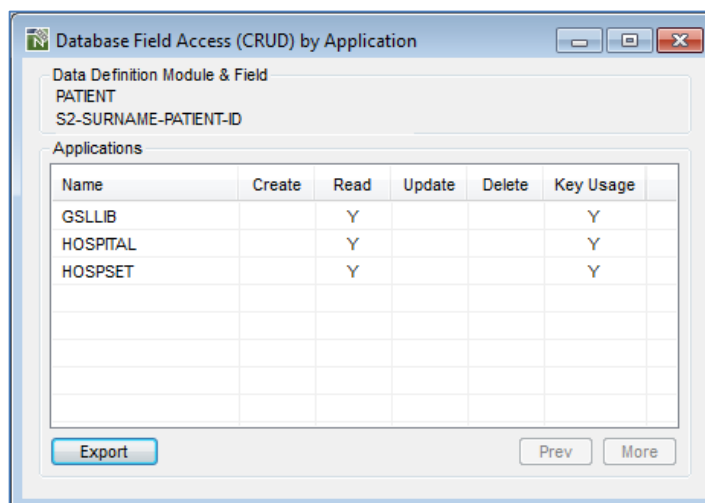 Database Field Access (CRUD) by Application
Data Definition Module & Field
PATIENT
S2-SURNAME-PATIENT-ID
Applications
Name Create Read Update Delete Key Usage
GSLLIB Y Y
HOSPITAL Y Y
HOSPSET Y Y
Export Prev More